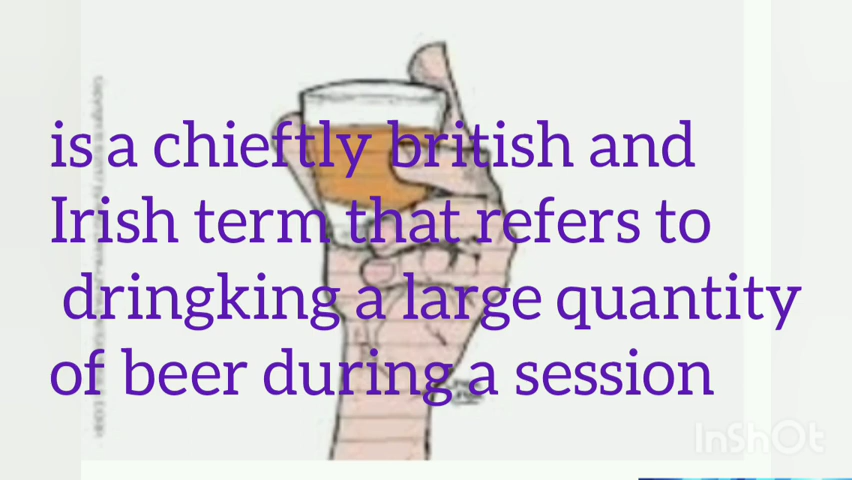 is a chieftly british and
Irish term that refers to
dringking a large quantity
of beer during a session
InShOt